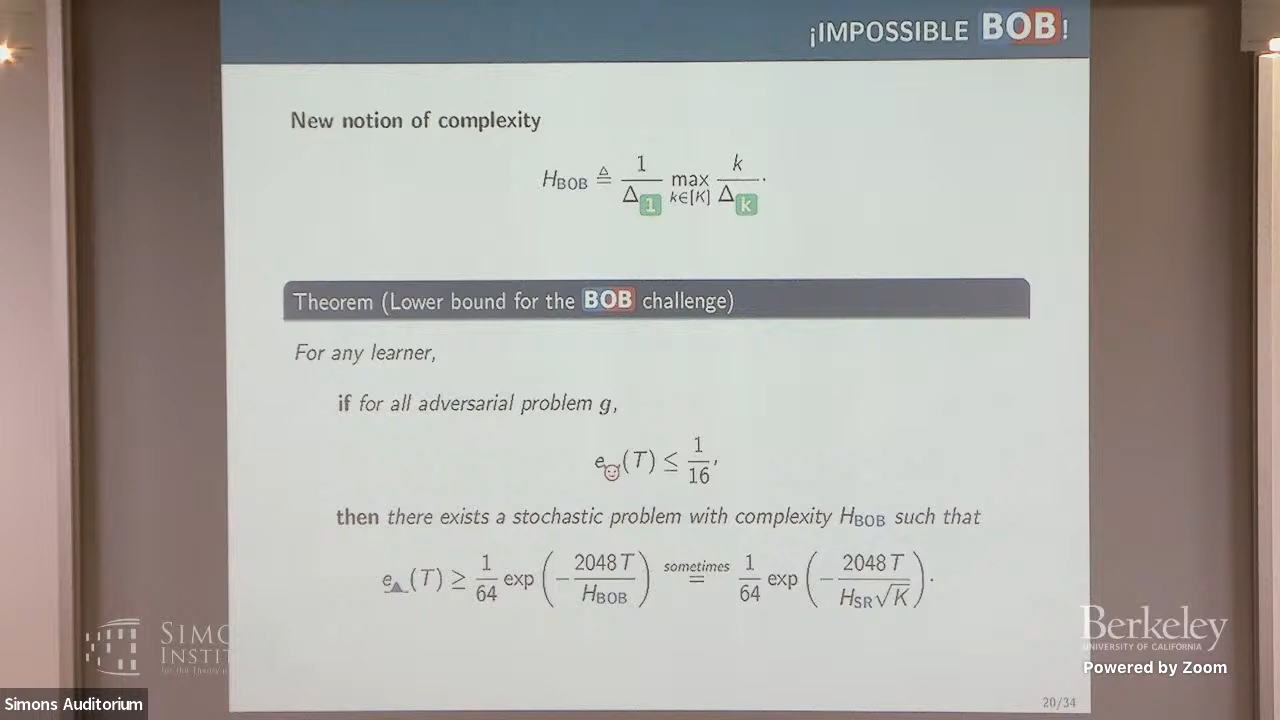 ¡IMPOSSIBLE BOB!
New notion of complexity
H_BOB ≜ 1/Δ_1 max_{k∈[K]} k/Δ_k.
Theorem (Lower bound for the BOB challenge)
For any learner,
if for all adversarial problem g,
e(T) ≤ 1/16,
then there exists a stochastic problem with complexity H_BOB such that
e(T) ≥ 1/64 exp(−2048T/H_BOB) sometimes= 1/64 exp(−2048T/(H_SR√K)).
Berkeley
UNIVERSITY OF CALIFORNIA
Powered by Zoom
Simons Auditorium
20/34